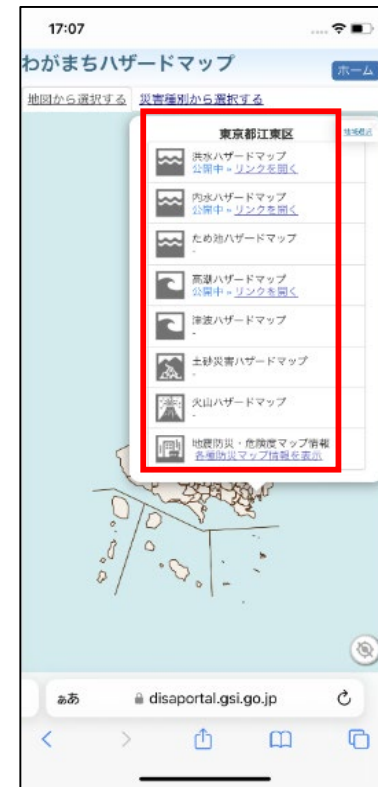 17:07
わがまちハザードマップ
ホーム
地図から選択する 災害種別から選択する
東京都江東区
洪水ハザードマップ
公開中 » リンクを開く
内水ハザードマップ
公開中 » リンクを開く
ため池ハザードマップ
-
高潮ハザードマップ
公開中 » リンクを開く
津波ハザードマップ
-
土砂災害ハザードマップ
-
火山ハザードマップ
-
地震防災・危険度マップ情報
各種防災マップ情報を表示
ぁあ disaportal.gsi.go.jp